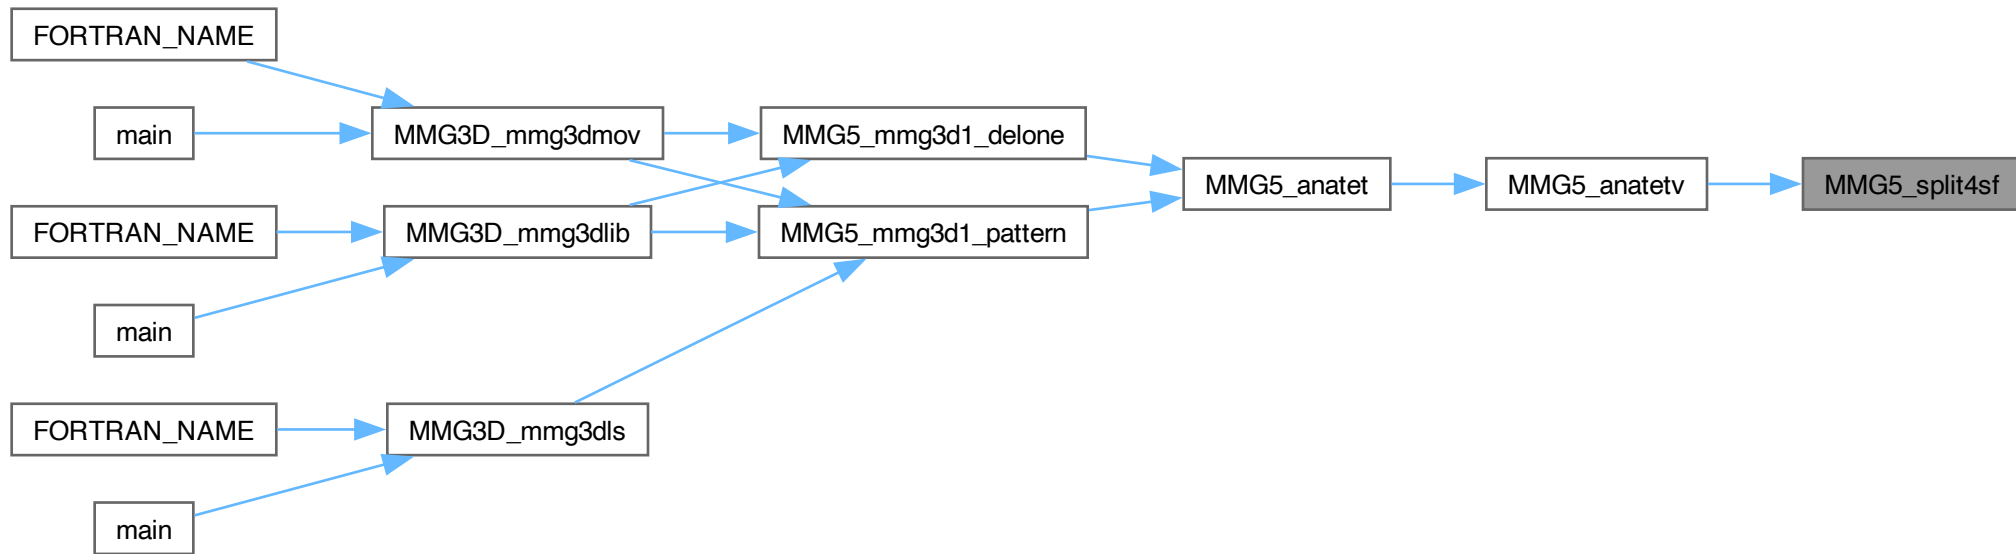 FORTRAN_NAME
main
MMG3D_mmg3dmov
MMG5_mmg3d1_delone
MMG5_anatet
MMG5_anatetv
MMG5_split4sf
FORTRAN_NAME
MMG3D_mmg3dlib
MMG5_mmg3d1_pattern
main
FORTRAN_NAME
MMG3D_mmg3dls
main